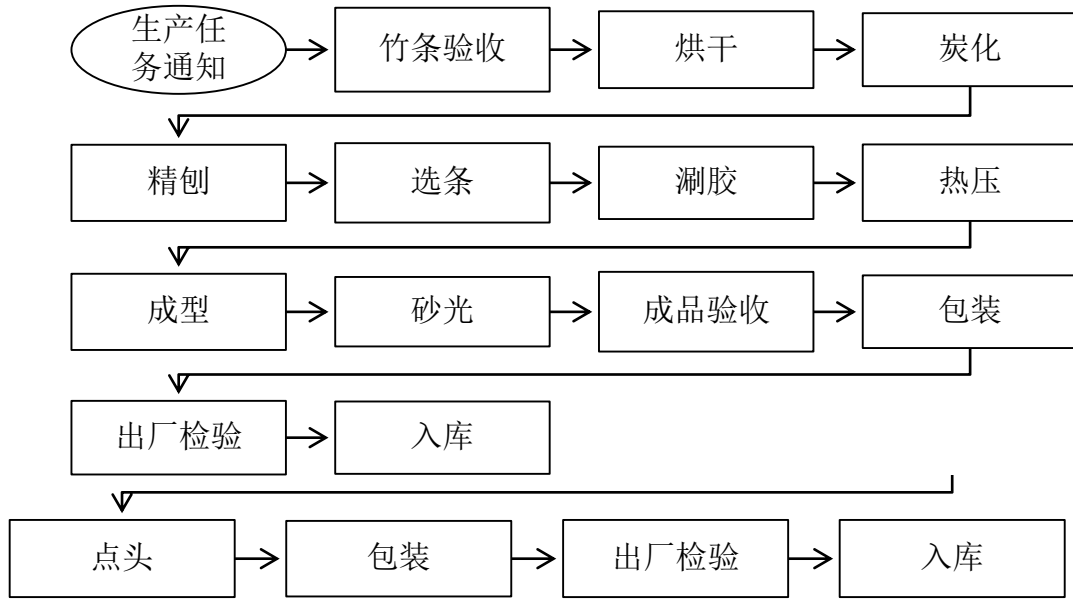 生产任
务通知
竹条验收
烘干
炭化
精刨
选条
涮胶
热压
成型
砂光
成品验收
包装
出厂检验
入库
点头
包装
出厂检验
入库